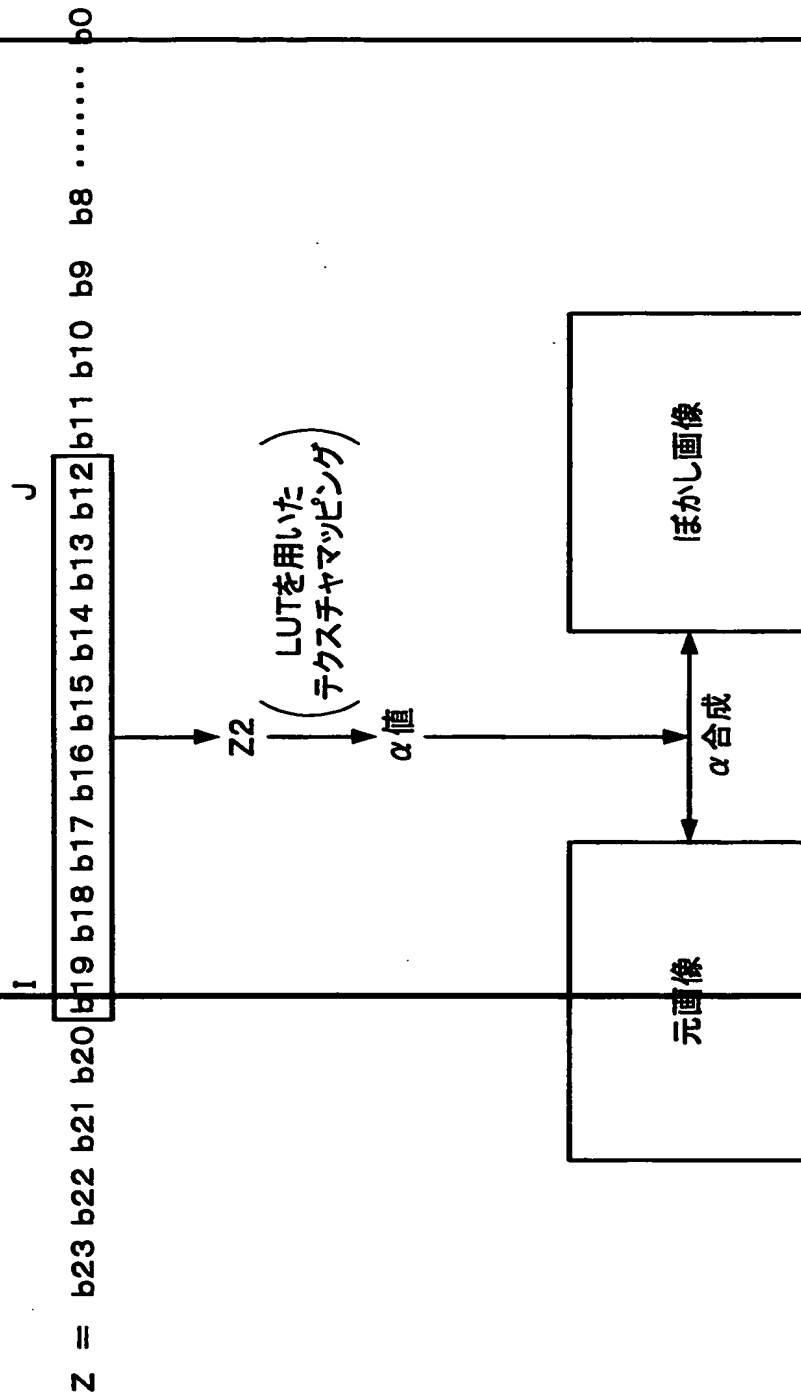 I J
Z = b23 b22 b21 b20 b19 b18 b17 b16 b15 b14 b13 b12 b11 b10 b9 b8 ······· b0
Z2
LUTを用いた
テクスチャマッピング
α値
元画像
α合成
ぼかし画像